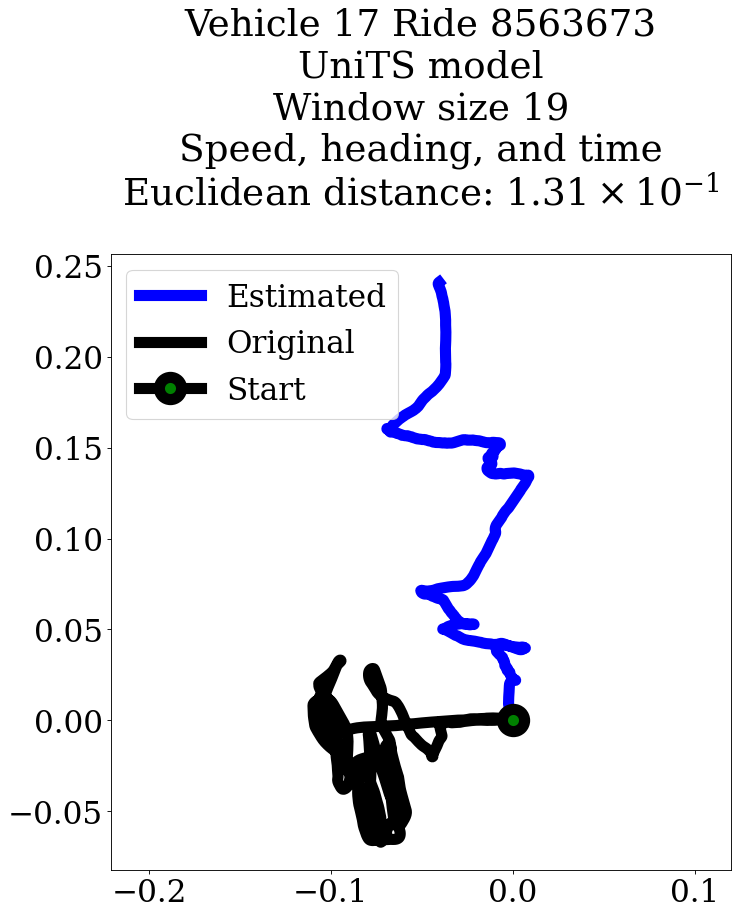 Vehicle 17 Ride 8563673
UniTS model
Window size 19
Speed, heading, and time
Euclidean distance: 1.31 × 10⁻¹
0.25
0.20
0.15
0.10
0.05
0.00
−0.05
Estimated
Original
Start
−0.2
−0.1
0.0
0.1